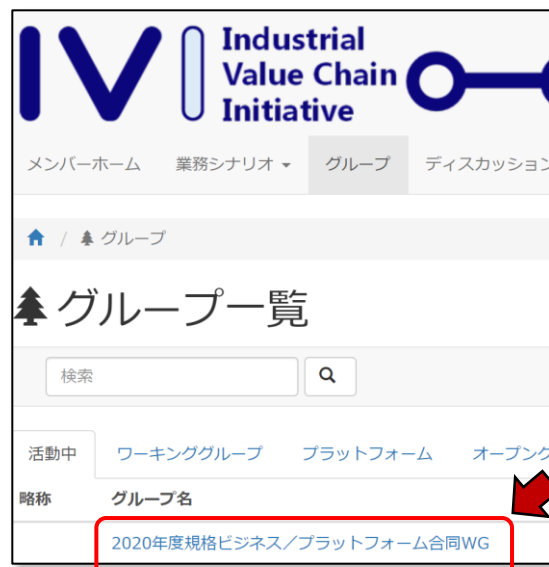 IVI Industrial
Value Chain
Initiative
メンバーホーム 業務シナリオ グループ ディスカッション
/ グループ
グループ一覧
検索
活動中 ワーキンググループ プラットフォーム オープング
略称 グループ名
2020年度規格ビジネス／プラットフォーム合同WG